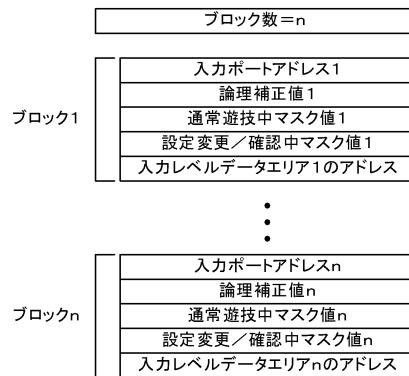 ブロック数=n
ブロック1
入力ポートアドレス1
論理補正値1
通常遊技中マスク値1
設定変更/確認中マスク値1
入力レベルデータエリア1のアドレス
ブロックn
入力ポートアドレスn
論理補正値n
通常遊技中マスク値n
設定変更/確認中マスク値n
入力レベルデータエリアnのアドレス